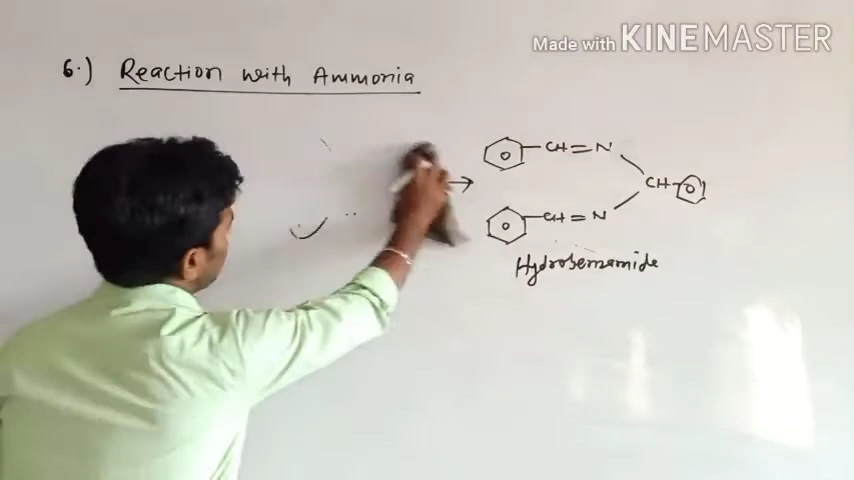 Made with KINEMASTER
6.) Reaction with Ammonia
CH=N
CH
CH=N
Hydrobenzamide